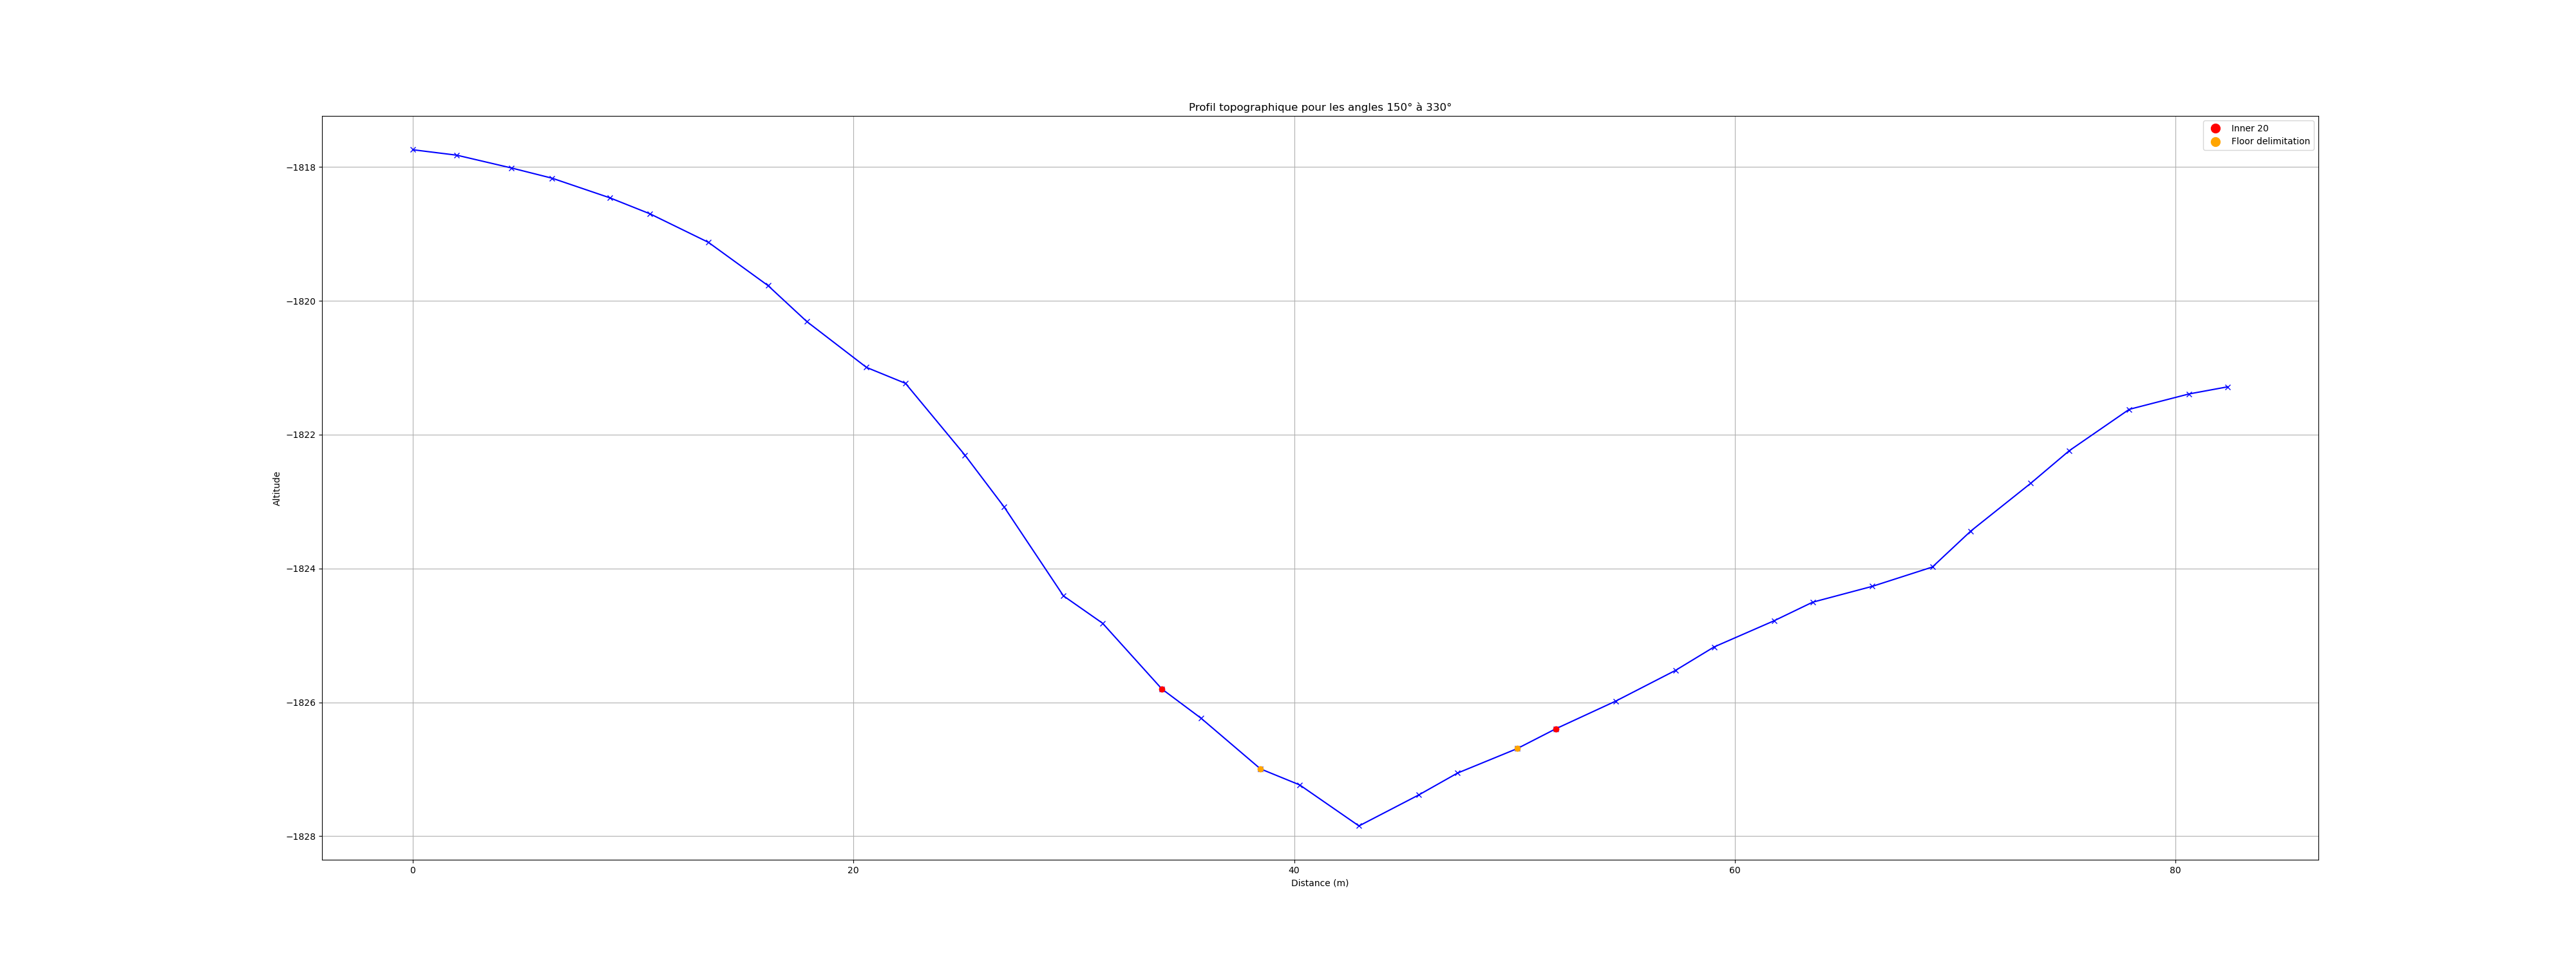 Profil topographique pour les angles 150° à 330°
Inner 20
Floor delimitation
−1818
−1820
−1822
−1824
−1826
−1828
Altitude
0
20
40
60
80
Distance (m)